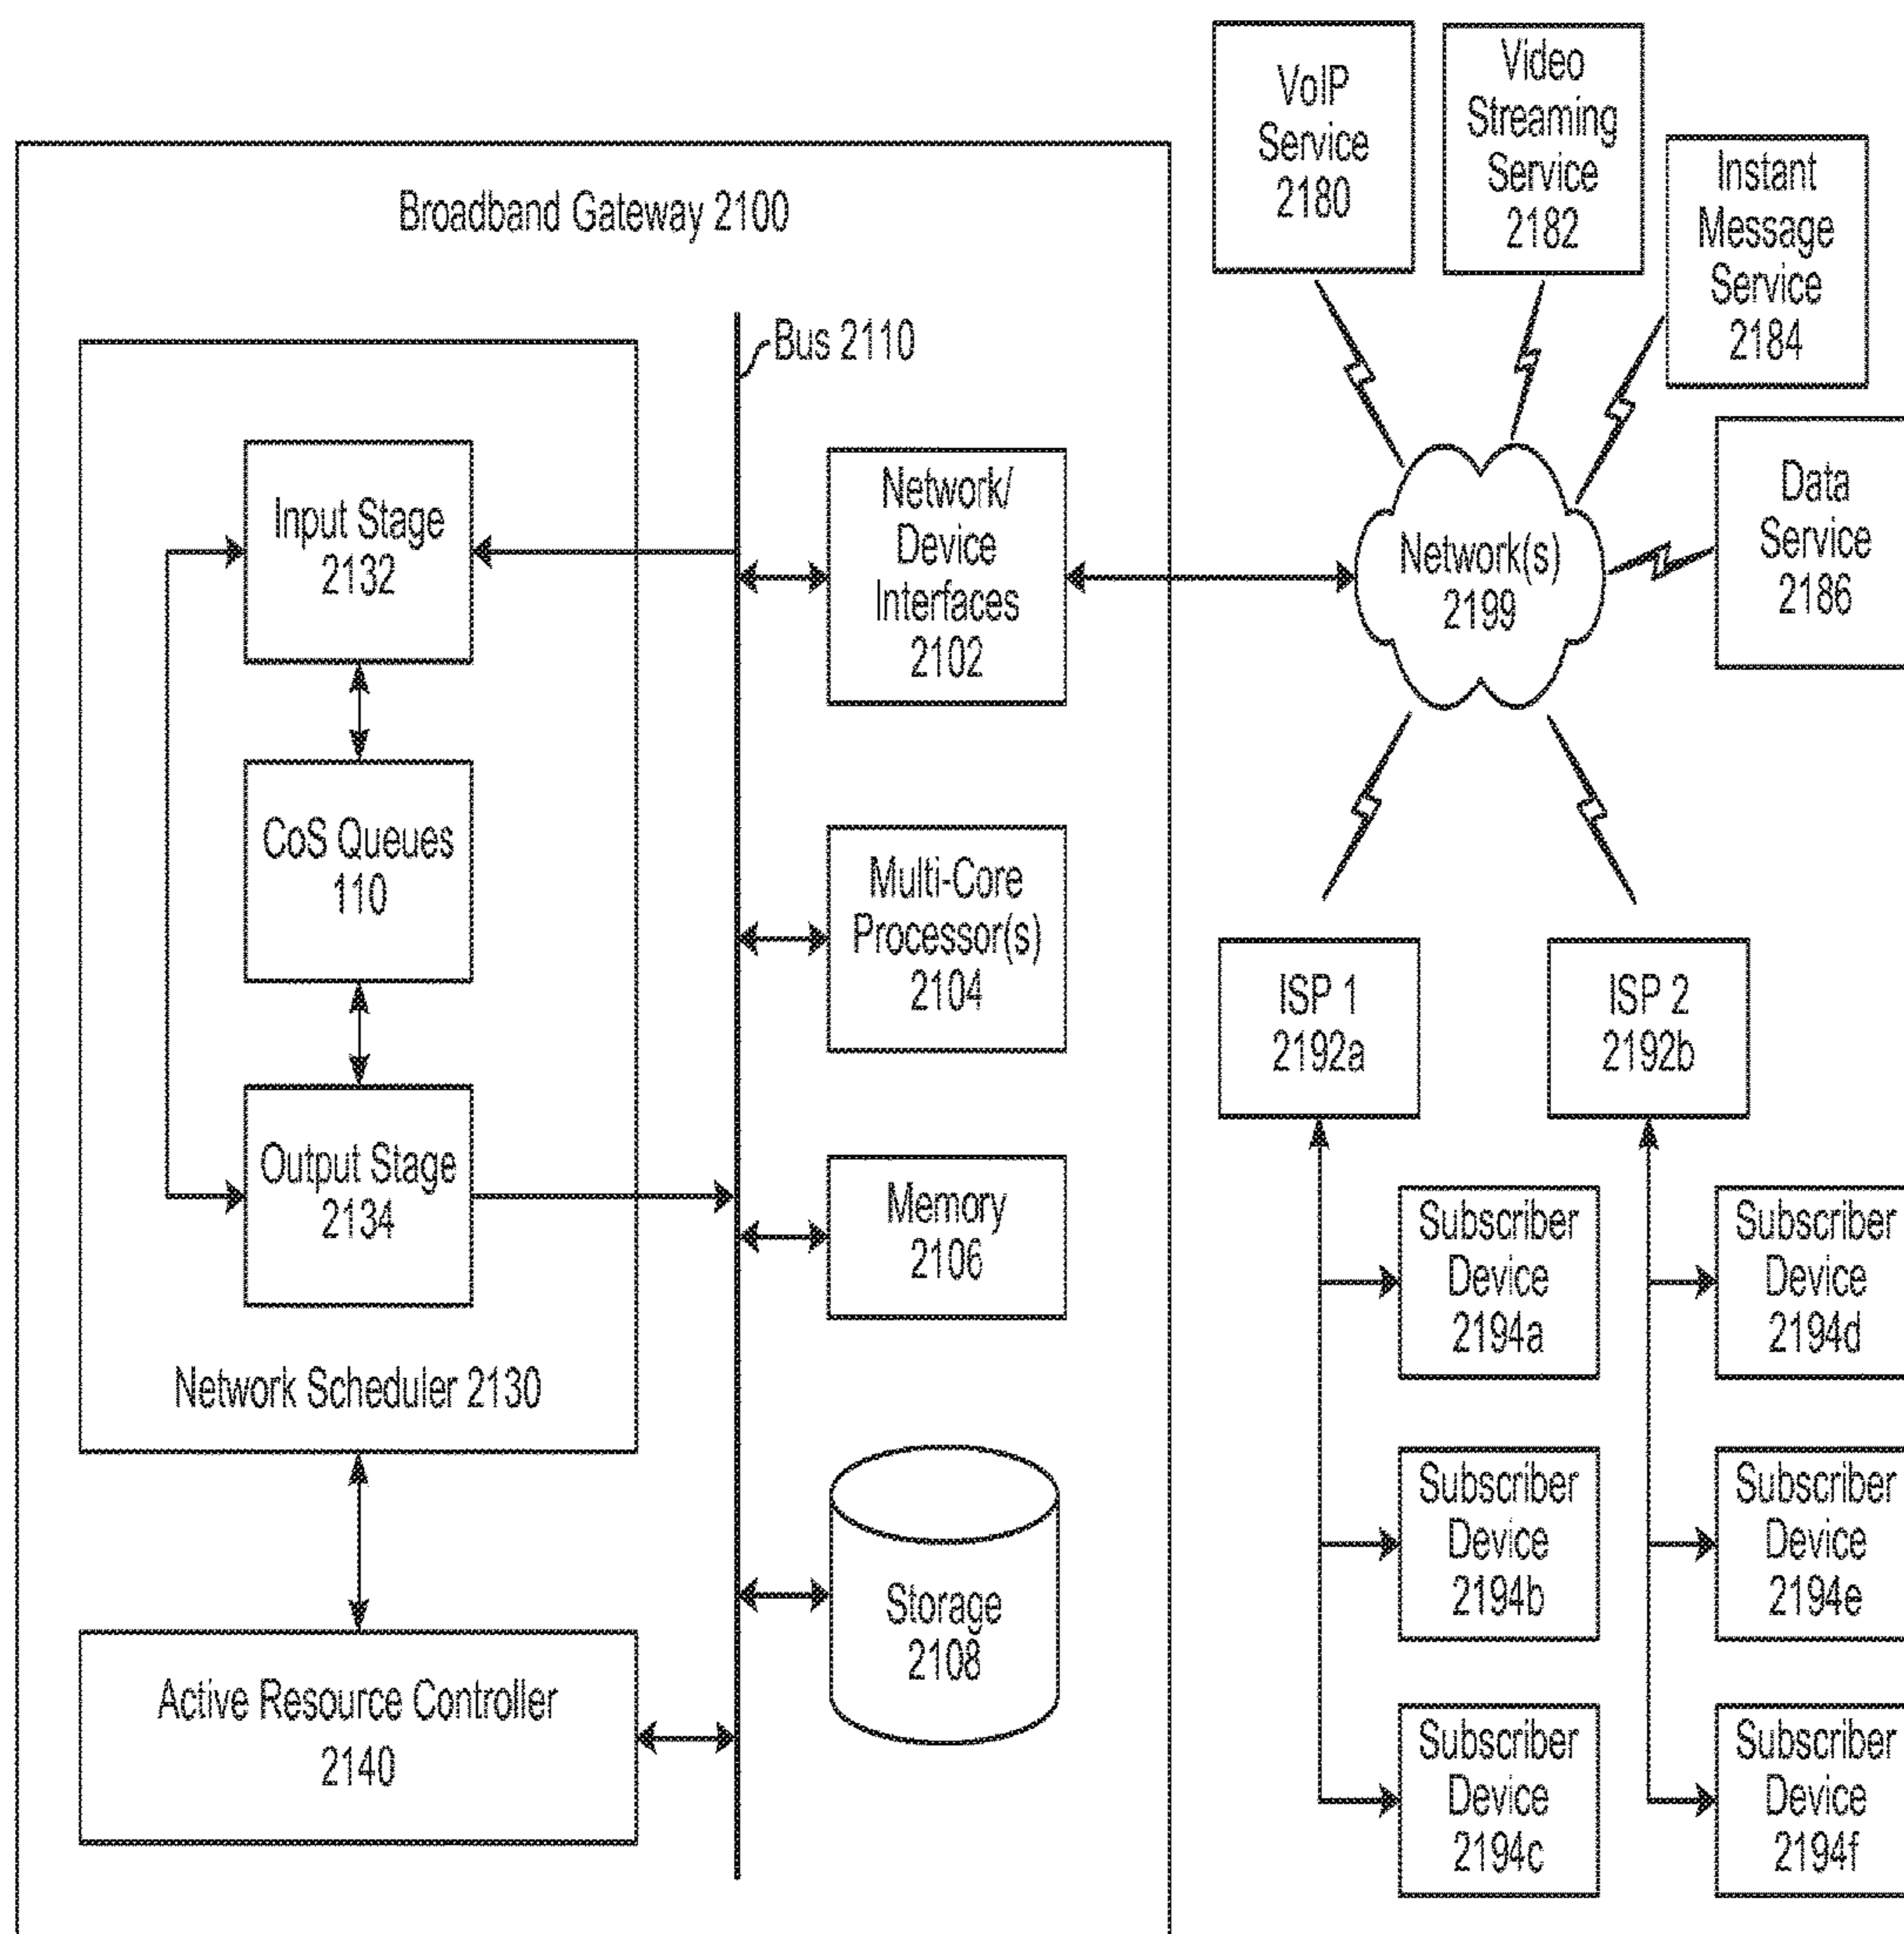 Broadband Gateway 2100
Bus 2110
Input Stage
2132
CoS Queues
110
Output Stage
2134
Network Scheduler 2130
Active Resource Controller
2140
Network/
Device
Interfaces
2102
Multi-Core
Processor(s)
2104
Memory
2106
Storage
2108
VoIP
Service
2180
Video
Streaming
Service
2182
Instant
Message
Service
2184
Data
Service
2186
Network(s)
2199
ISP 1
2192a
ISP 2
2192b
Subscriber
Device
2194a
Subscriber
Device
2194b
Subscriber
Device
2194c
Subscriber
Device
2194d
Subscriber
Device
2194e
Subscriber
Device
2194f